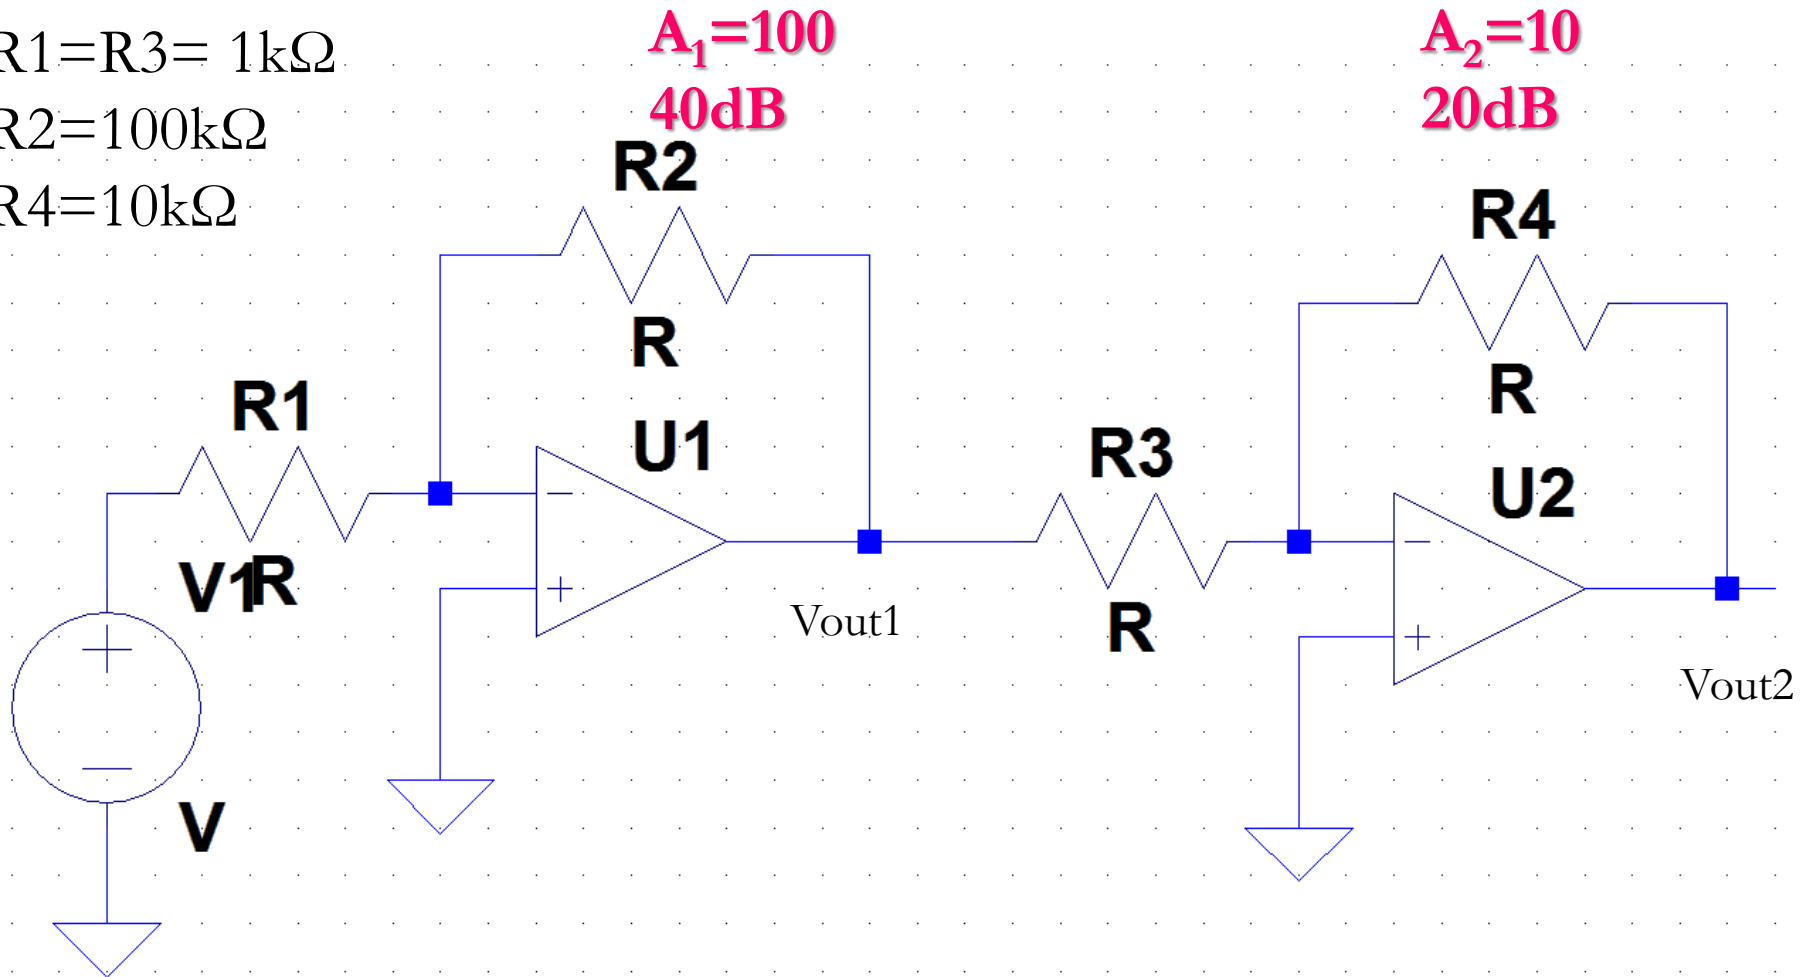 R1=R3= 1kΩ
R2=100kΩ
R4=10kΩ
A₁=100
40dB
A₂=10
20dB
R2
R
R4
R
R1
R
U1
R3
R
U2
V1
V
Vout1
Vout2